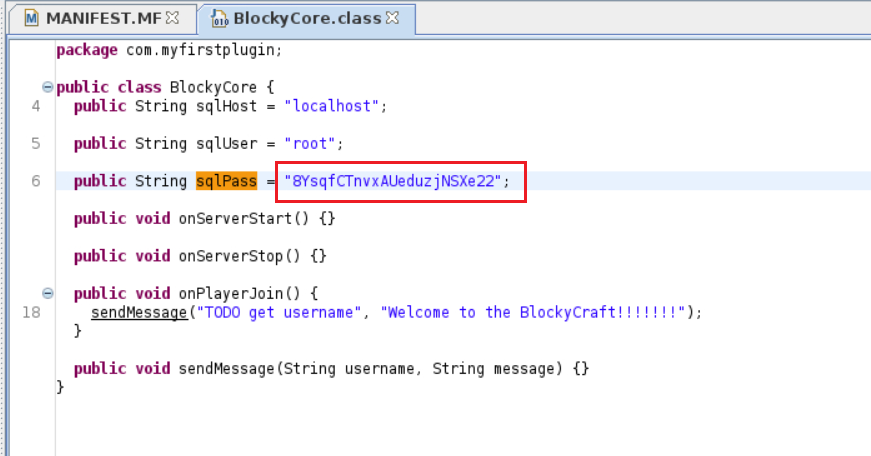 MANIFEST.MF BlockyCore.class
package com.myfirstplugin;
public class BlockyCore {
4 public String sqlHost = "localhost";
5 public String sqlUser = "root";
6 public String sqlPass = "8YsqfCTnvxAUeduzjNSXe22";
public void onServerStart() {}
public void onServerStop() {}
public void onPlayerJoin() {
18 sendMessage("TODO get username", "Welcome to the BlockyCraft!!!!!!!");
}
public void sendMessage(String username, String message) {}
}